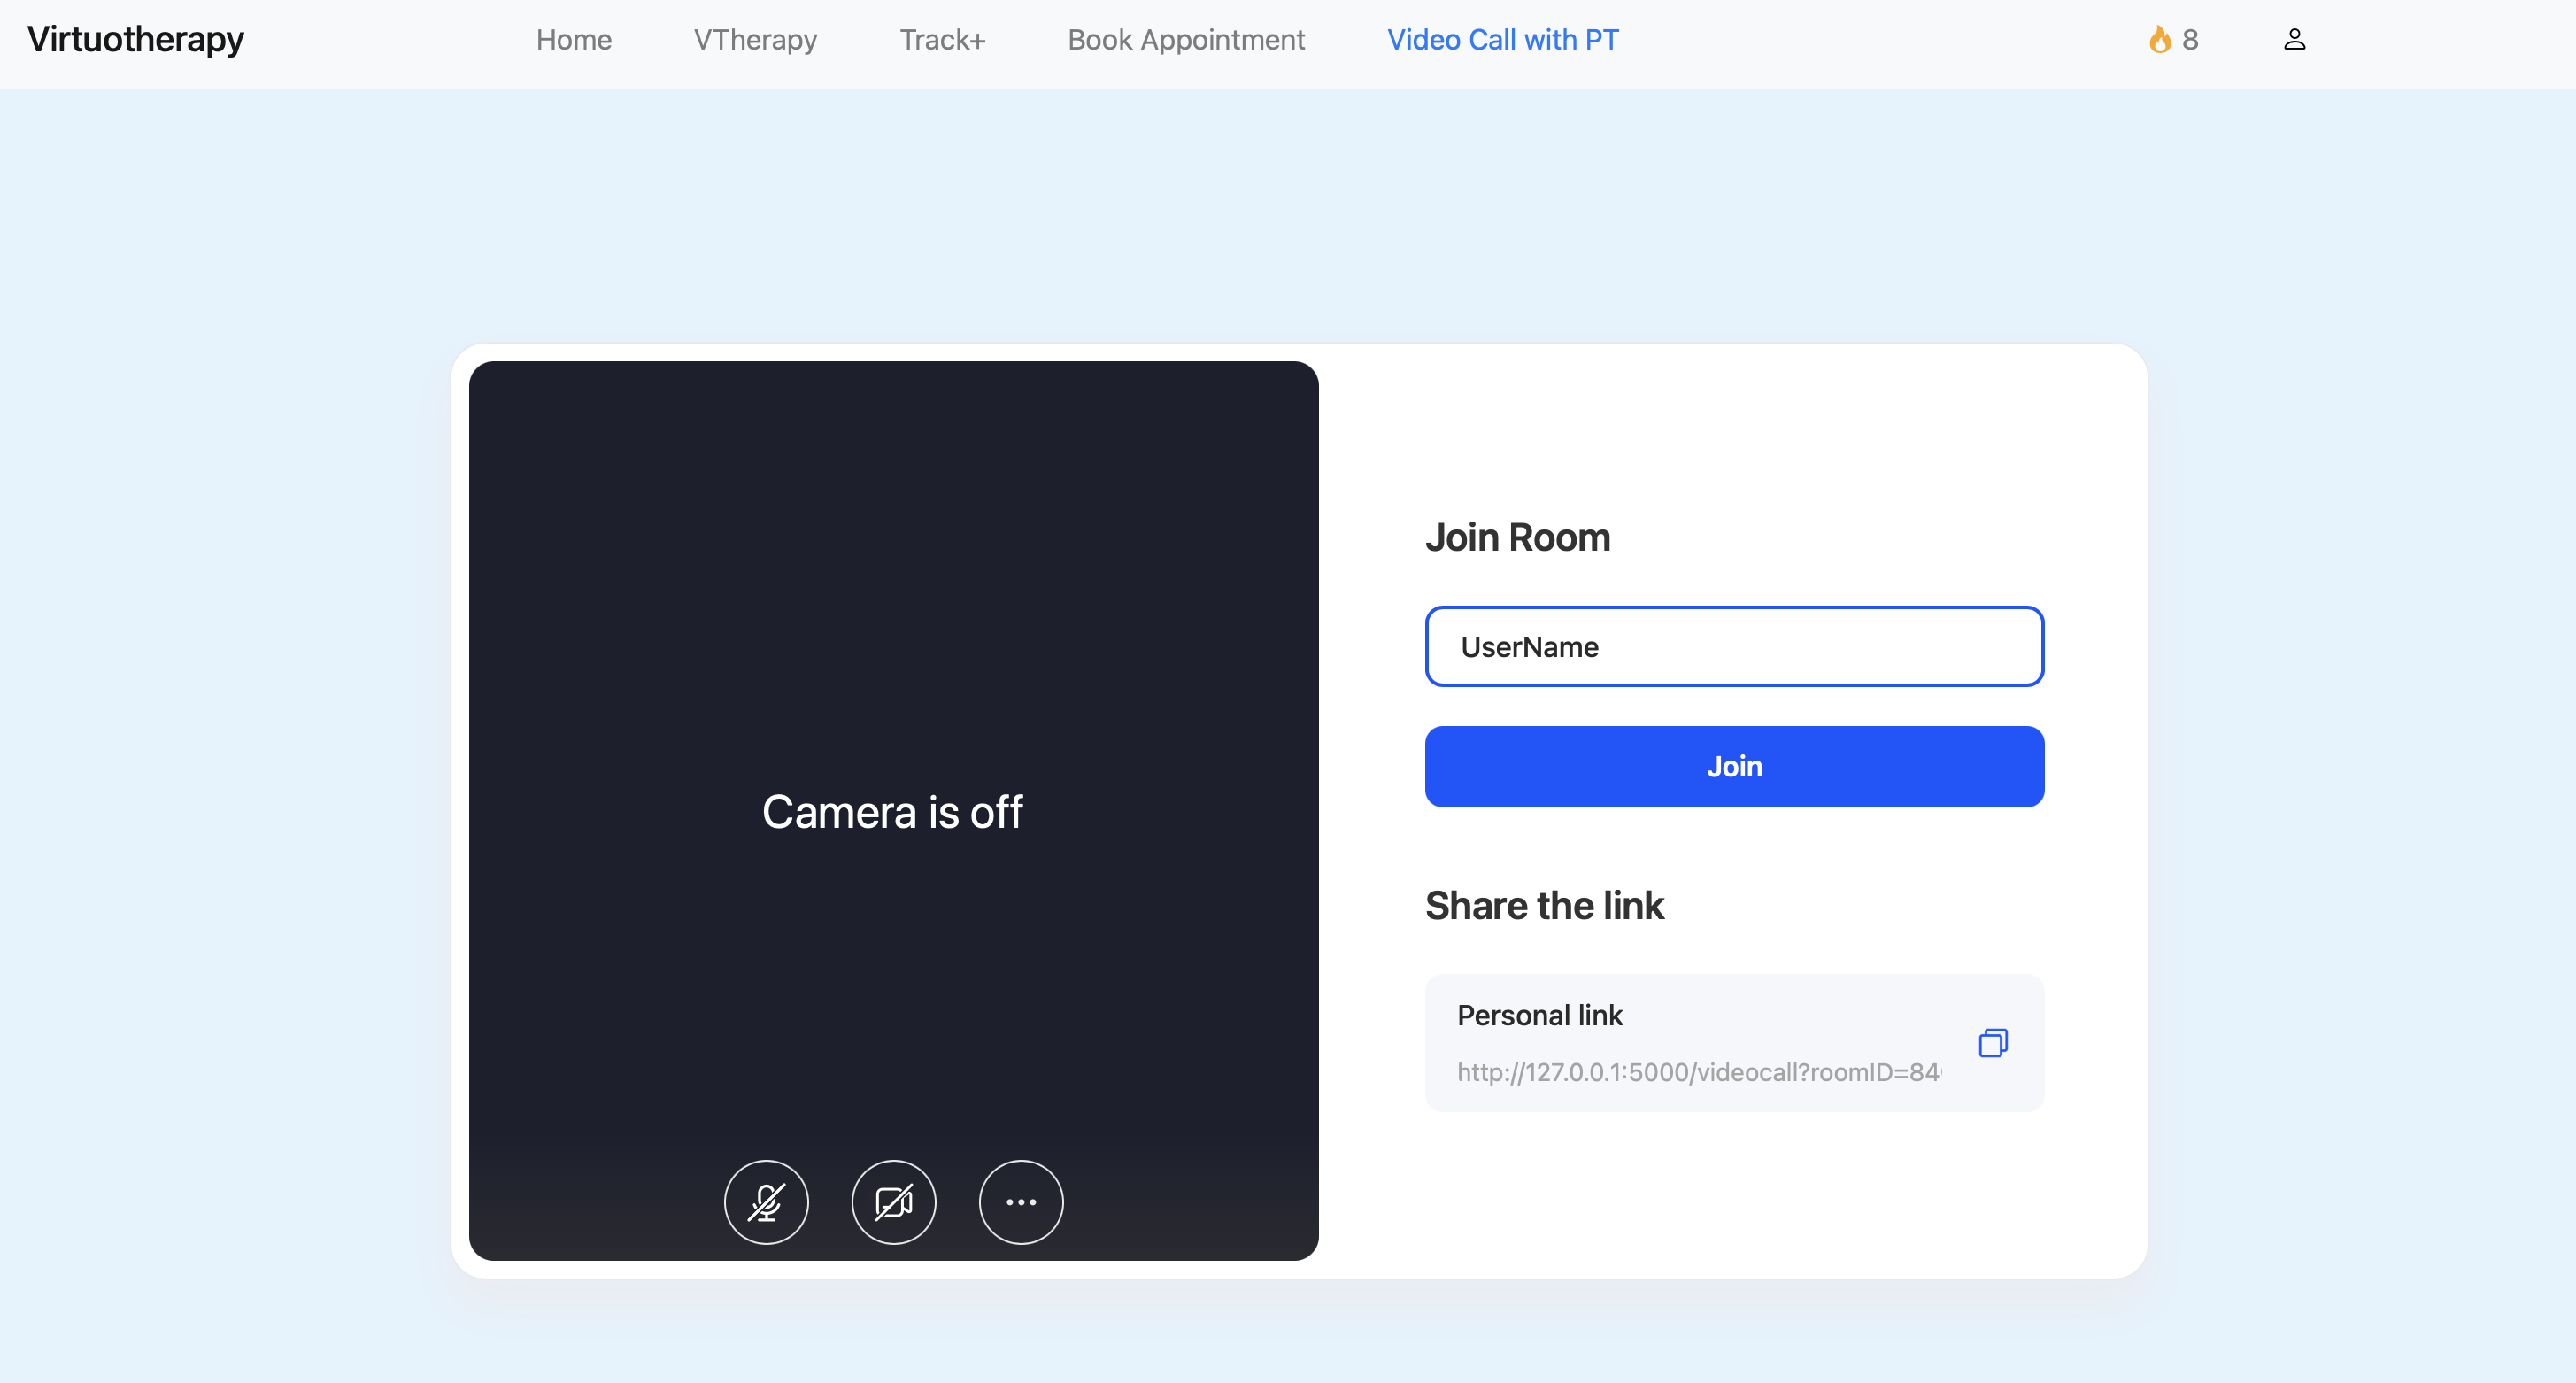 Virtuotherapy
Home
VTherapy
Track+
Book Appointment
Video Call with PT
8
Camera is off
Join Room
UserName
Join
Share the link
Personal link
http://127.0.0.1:5000/videocall?roomID=84